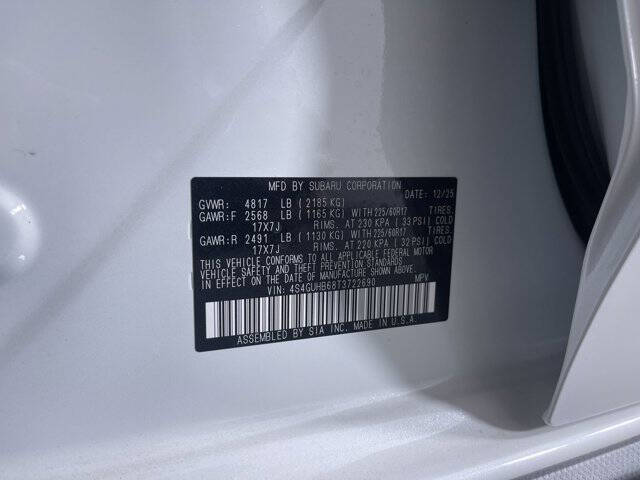 MFD BY SUBARU CORPORATION DATE: 12/25
GVWR: 4817 LB (2185 KG)
GAWR:F 2568 LB (1165 KG) WITH 225/60R17 TIRES.
17X7J RIMS. AT 230 KPA (33 PSI) COLD
GAWR:R 2491 LB (1130 KG) WITH 225/60R17 TIRES.
17X7J RIMS. AT 220 KPA (32 PSI) COLD
THIS VEHICLE CONFORMS TO ALL APPLICABLE FEDERAL MOTOR
VEHICLE SAFETY, BUMPER, AND THEFT PREVENTION STANDARDS
IN EFFECT ON THE DATE OF MANUFACTURE SHOWN ABOVE.
VIN: 4S4GUHB68T3722690 MPV
ASSEMBLED BY SIA INC. MADE IN U.S.A.